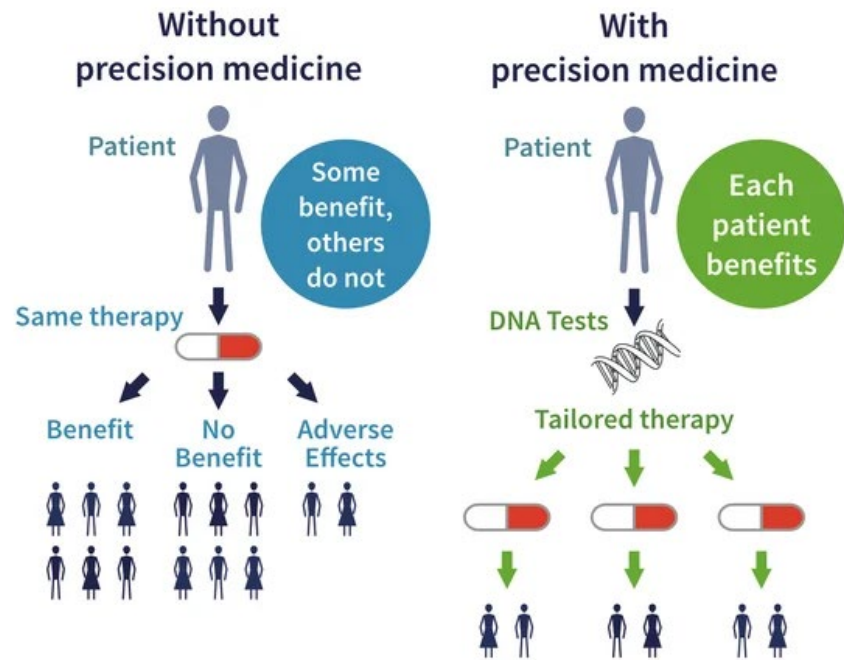 Without
precision medicine
Patient
Some
benefit,
others
do not
Same therapy
Benefit
No
Benefit
Adverse
Effects
With
precision medicine
Patient
Each
patient
benefits
DNA Tests
Tailored therapy